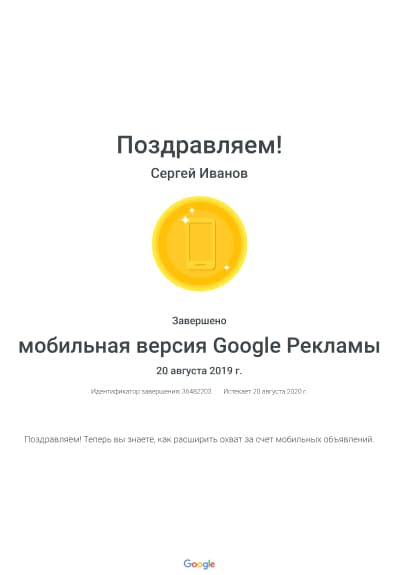 Поздравляем!
Сергей Иванов
Завершено
мобильная версия Google Рекламы
20 августа 2019 г.
Идентификатор завершения: 36482203 Истекает 20 августа 2020 г.
Поздравляем! Теперь вы знаете, как расширить охват за счет мобильных объявлений.
Google